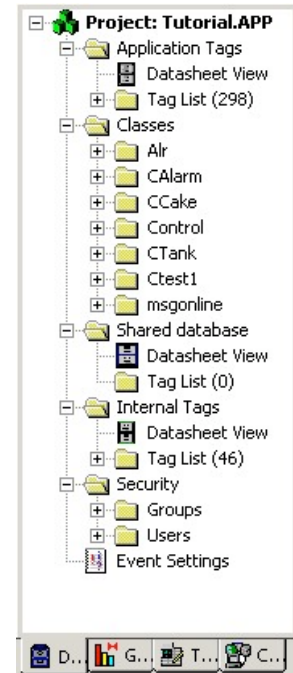 Project: Tutorial.APP
Application Tags
Datasheet View
Tag List (298)
Classes
Alr
CAlarm
CCake
Control
CTank
Ctest1
msgonline
Shared database
Datasheet View
Tag List (0)
Internal Tags
Datasheet View
Tag List (46)
Security
Groups
Users
Event Settings
D... G... T... C...